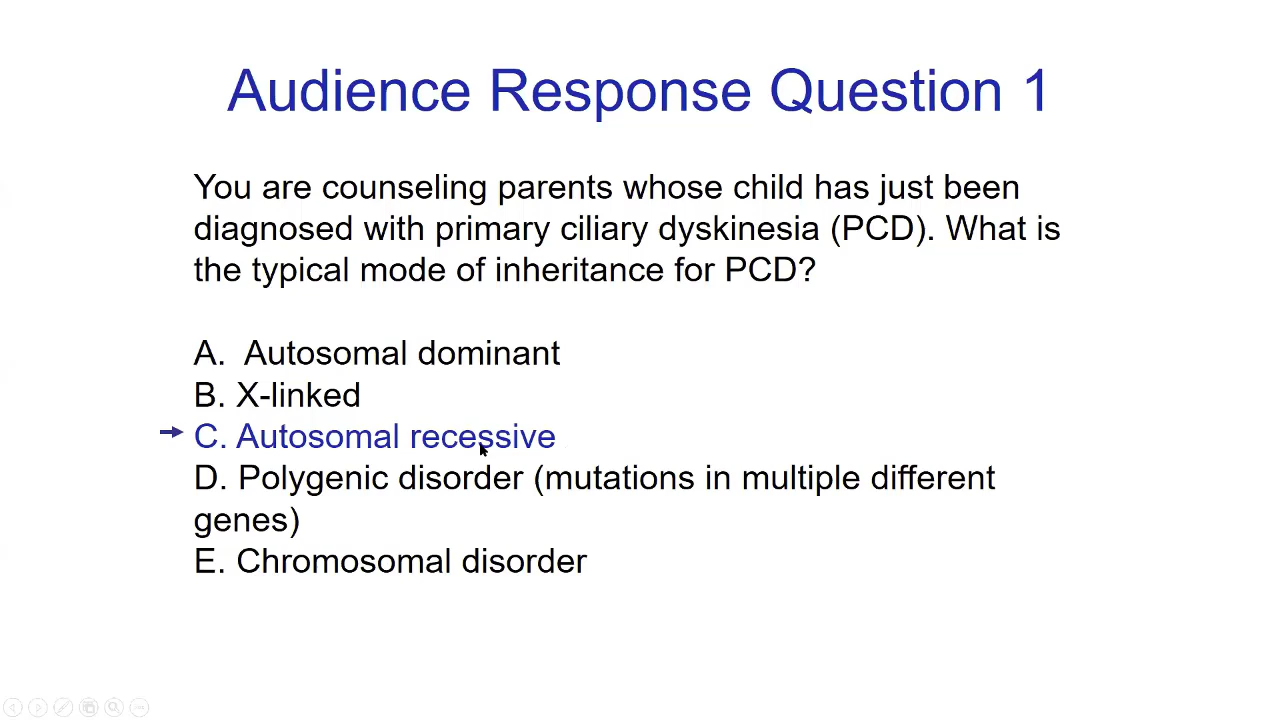 Audience Response Question 1
You are counseling parents whose child has just been
diagnosed with primary ciliary dyskinesia (PCD). What is
the typical mode of inheritance for PCD?
A. Autosomal dominant
B. X-linked
C. Autosomal recessive
D. Polygenic disorder (mutations in multiple different
genes)
E. Chromosomal disorder